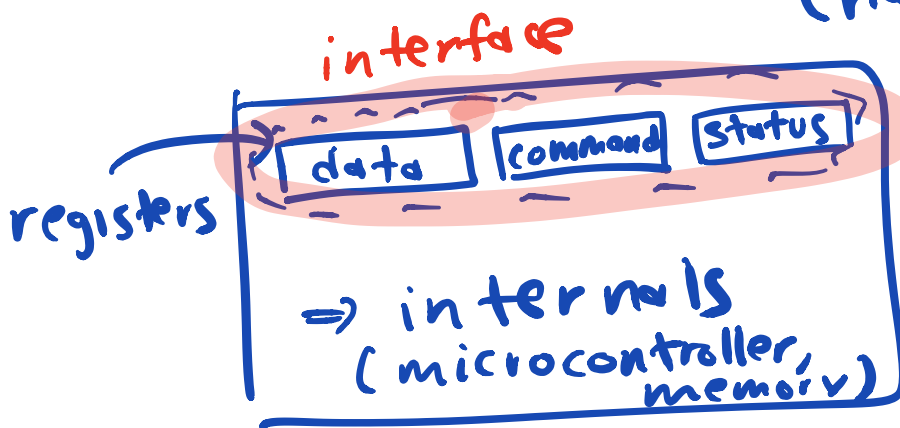 interface
data command status
registers
=> internals
(microcontroller,
memory)